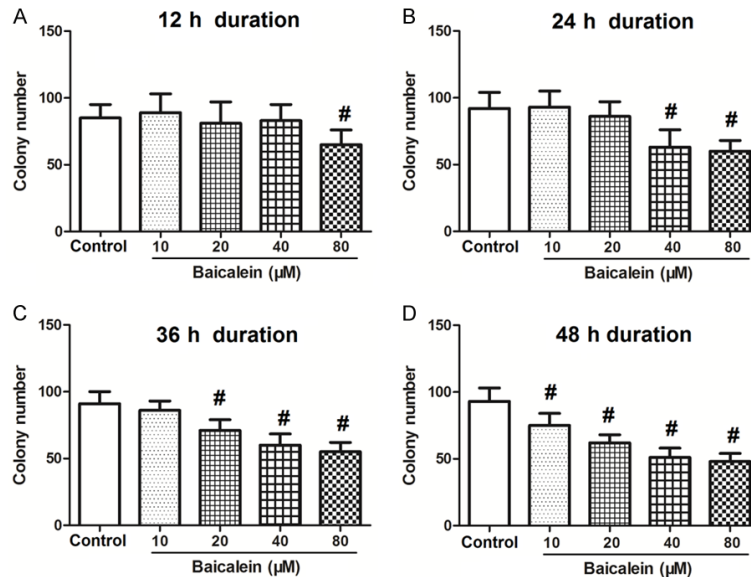 A
12 h duration
150
100
50
0
Colony number
#
Control
10
20
40
80
Baicalein (µM)
B
24 h duration
150
100
50
0
Colony number
#
#
Control
10
20
40
80
Baicalein (µM)
C
36 h duration
150
100
50
0
Colony number
#
#
#
Control
10
20
40
80
Baicalein (µM)
D
48 h duration
150
100
50
0
Colony number
#
#
#
#
Control
10
20
40
80
Baicalein (µM)